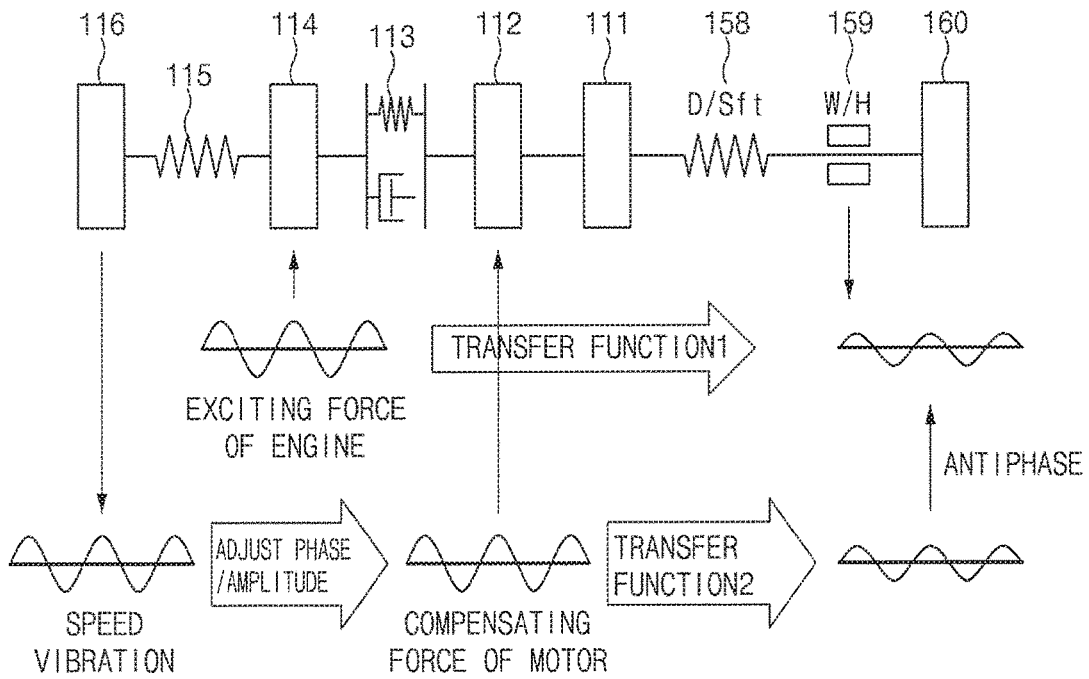 116
114
113
112
111
158
159
160
115
D/Sft
W/H
TRANSFER FUNCTION1
EXCITING FORCE
OF ENGINE
ANTIPHASE
ADJUST PHASE
/AMPLITUDE
TRANSFER
FUNCTION2
SPEED
VIBRATION
COMPENSATING
FORCE OF MOTOR